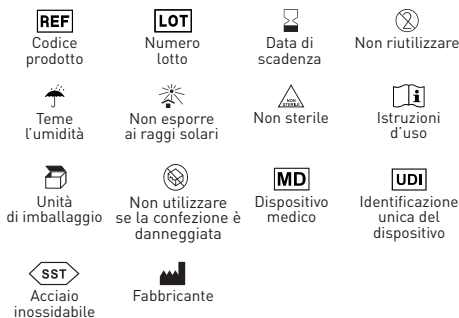 REF
Codice
prodotto
LOT
Numero
lotto
Data di
scadenza
2
Non riutilizzare
Teme
l'umidità
Non esporre
ai raggi solari
NON
STERILE
Non sterile
i
Istruzioni
d'uso
Unità
di imballaggio
Non utilizzare
se la confezione è
danneggiata
MD
Dispositivo
medico
UDI
Identificazione
unica del
dispositivo
SST
Acciaio
inossidabile
Fabbricante